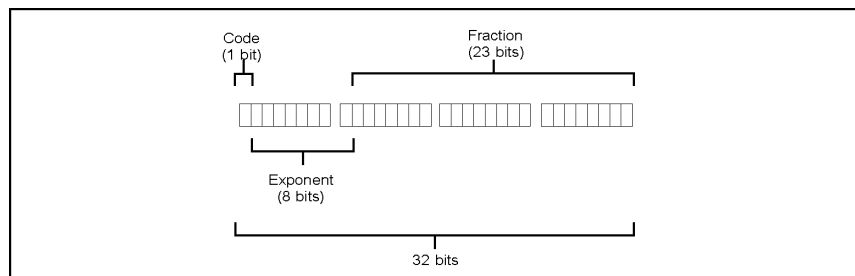 Code
(1 bit)
Fraction
(23 bits)
Exponent
(8 bits)
32 bits